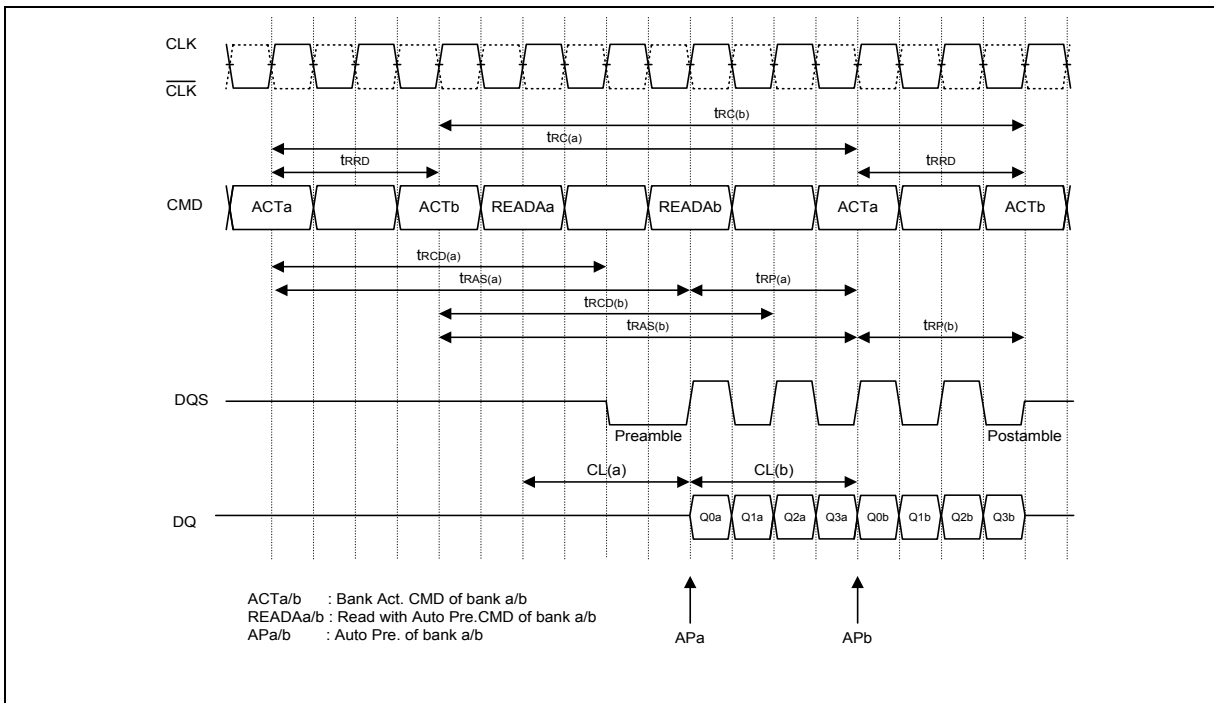 CLK
CLK
tRC(b)
tRC(a)
tRRD tRRD
CMD ACTa ACTb READAa READAb ACTa ACTb
tRCD(a)
tRAS(a) tRP(a)
tRCD(b)
tRAS(b) tRP(b)
DQS
Preamble Postamble
CL(a) CL(b)
DQ Q0a Q1a Q2a Q3a Q0b Q1b Q2b Q3b
ACTa/b : Bank Act. CMD of bank a/b
READAa/b : Read with Auto Pre.CMD of bank a/b
APa/b : Auto Pre. of bank a/b
APa APb